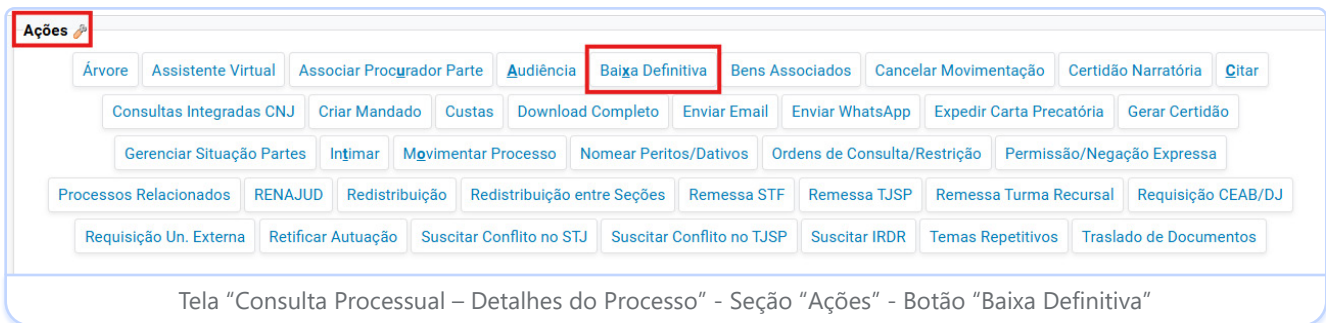 Ações
Árvore Assistente Virtual Associar Procurador Parte Audiência Baixa Definitiva Bens Associados Cancelar Movimentação Certidão Narratória Citar
Consultas Integradas CNJ Criar Mandado Custas Download Completo Enviar Email Enviar WhatsApp Expedir Carta Precatória Gerar Certidão
Gerenciar Situação Partes Intimar Movimentar Processo Nomear Peritos/Dativos Ordens de Consulta/Restrição Permissão/Negação Expressa
Processos Relacionados RENAJUD Redistribuição Redistribuição entre Seções Remessa STF Remessa TJSP Remessa Turma Recursal Requisição CEAB/DJ
Requisição Un. Externa Retificar Autuação Suscitar Conflito no STJ Suscitar Conflito no TJSP Suscitar IRDR Temas Repetitivos Traslado de Documentos
Tela “Consulta Processual – Detalhes do Processo” - Seção “Ações” - Botão “Baixa Definitiva”